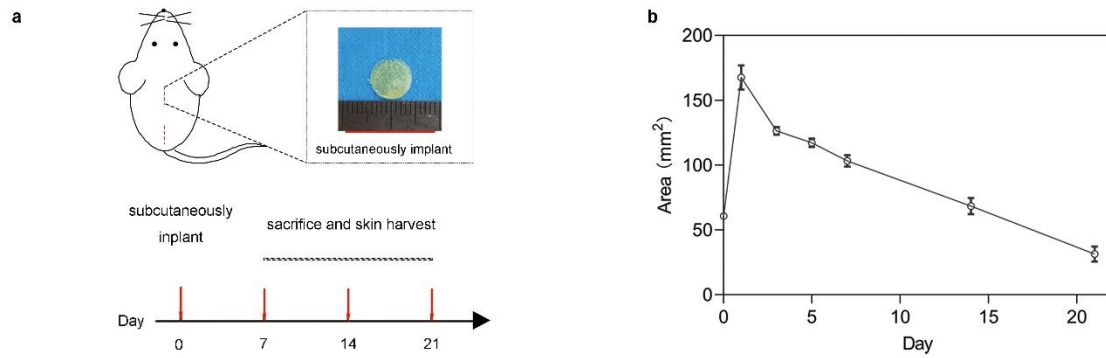 a
subcutaneously implant
subcutaneously
inplant
sacrifice and skin harvest
Day
0
7
14
21
b
Area (mm²)
200
150
100
50
0
0
5
10
15
20
Day